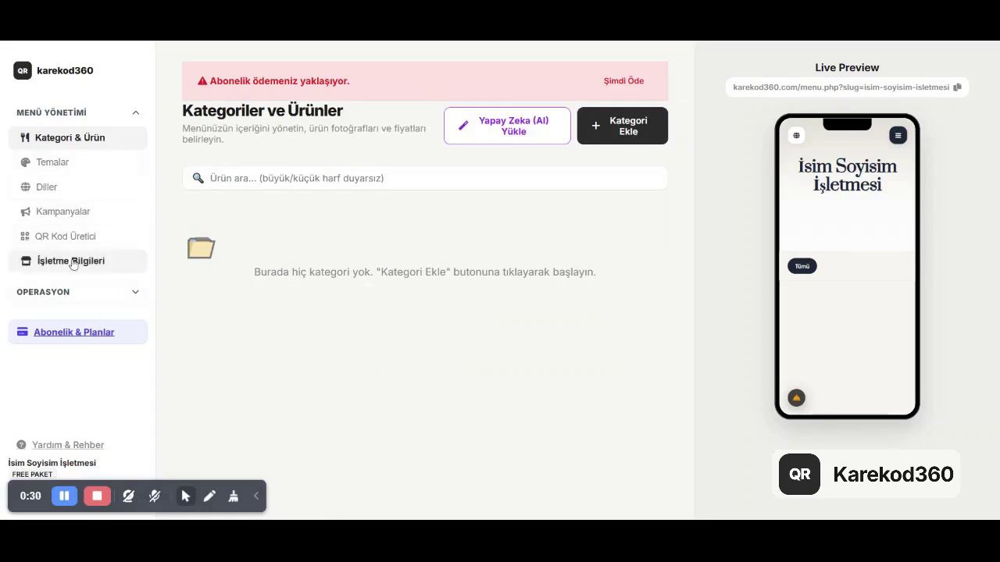 QR karekod360
MENÜ YÖNETİMİ
Kategori & Ürün
Temalar
Diller
Kampanyalar
QR Kod Üretici
İşletme Bilgileri
OPERASYON
Abonelik & Planlar
Yardım & Rehber
İsim Soyisim İşletmesi
FREE PAKET
0:30
Abonelik ödemeniz yaklaşıyor.
Şimdi Öde
Kategoriler ve Ürünler
Menünüzün içeriğini yönetin, ürün fotoğrafları ve fiyatları
belirleyin.
Yapay Zeka (AI)
Yükle
Kategori
Ekle
Ürün ara... (büyük/küçük harf duyarsız)
Burada hiç kategori yok. "Kategori Ekle" butonuna tıklayarak başlayın.
Live Preview
karekod360.com/menu.php?slug=isim-soyisim-isletmesi
İsim Soyisim
İşletmesi
Tümü
QR Karekod360